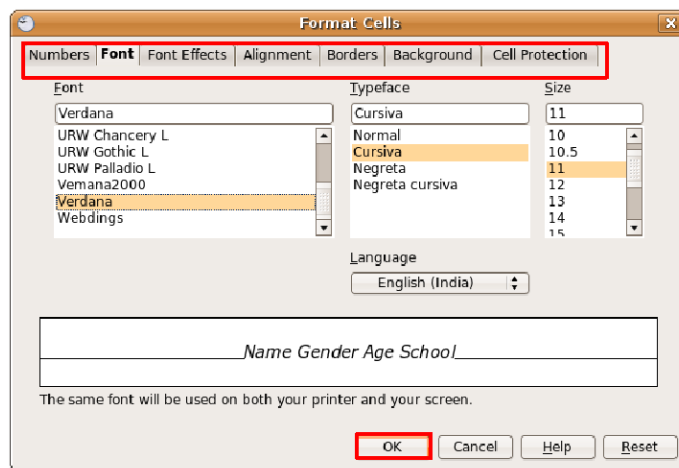 Format Cells
Numbers Font Font Effects Alignment Borders Background Cell Protection
Font Typeface Size
Verdana Cursiva 11
URW Chancery L Normal 10
URW Gothic L Cursiva 10.5
URW Palladio L Negreta 11
Vemana2000 Negreta cursiva 12
Verdana 13
Webdings 14
15
Language
English (India)
Name Gender Age School
The same font will be used on both your printer and your screen.
OK Cancel Help Reset